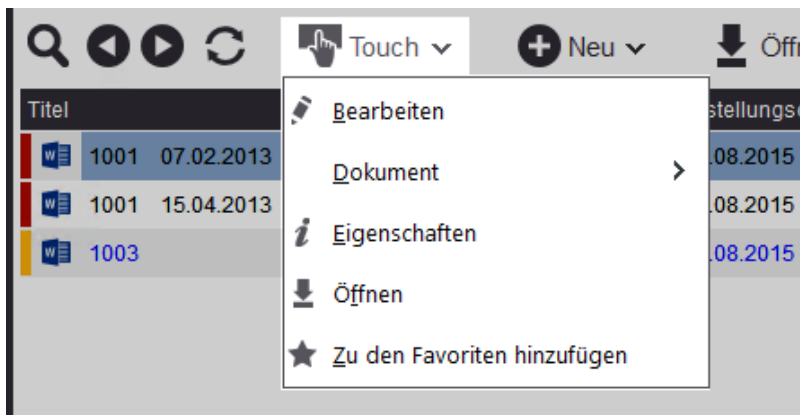 Touch Neu
Titel
Bearbeiten
1001 07.02.2013 .08.2015
Dokument
1001 15.04.2013 .08.2015
Eigenschaften
1003 .08.2015
Öffnen
Zu den Favoriten hinzufügen